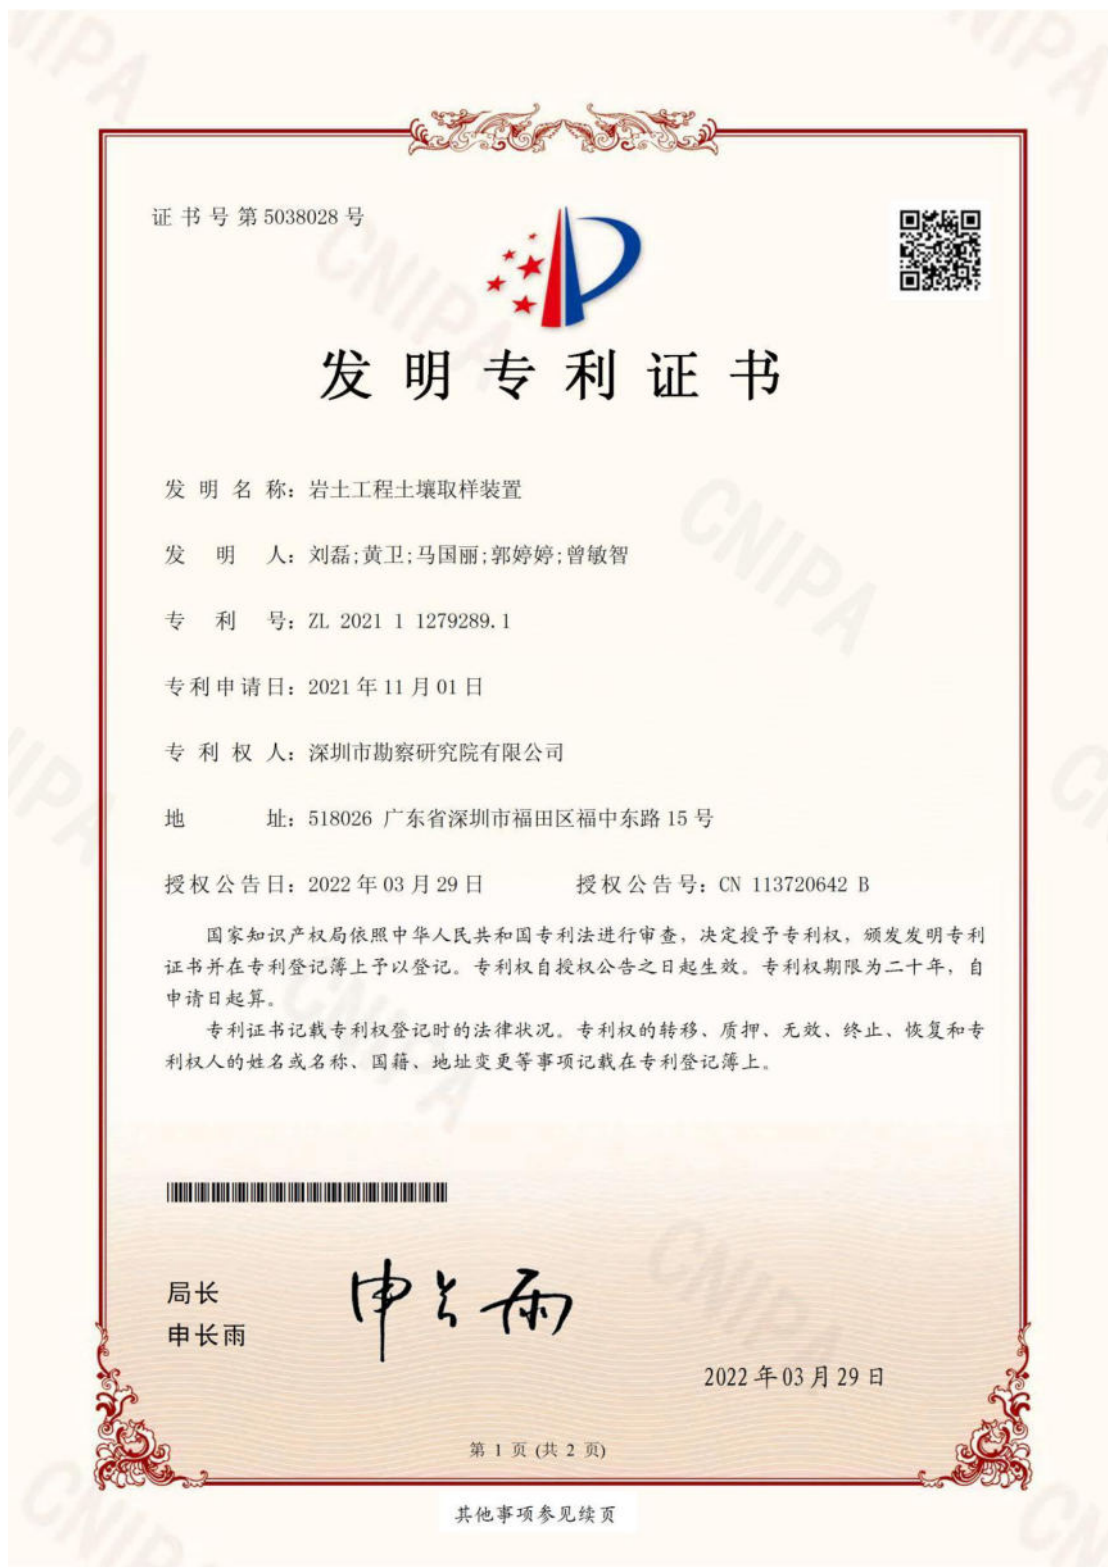 证书号第5038028号
发明专利证书
发明名称：岩土工程土壤取样装置
发明人：刘磊;黄卫;马国丽;郭婷婷;曾敏智
专利号：ZL 2021 1 1279289.1
专利申请日：2021年11月01日
专利权人：深圳市勘察研究院有限公司
地址：518026 广东省深圳市福田区福中东路15号
授权公告日：2022年03月29日 授权公告号：CN 113720642 B
国家知识产权局依照中华人民共和国专利法进行审查，决定授予专利权，颁发发明专利
证书并在专利登记簿上予以登记。专利权自授权公告之日起生效。专利权期限为二十年，自
申请日起算。
专利证书记载专利权登记时的法律状况。专利权的转移、质押、无效、终止、恢复和专
利权人的姓名或名称、国籍、地址变更等事项记载在专利登记簿上。
局长
申长雨
申长雨
2022年03月29日
第 1 页 (共 2 页)
其他事项参见续页
CNIPA
CNIPA
CNIPA
CNIPA